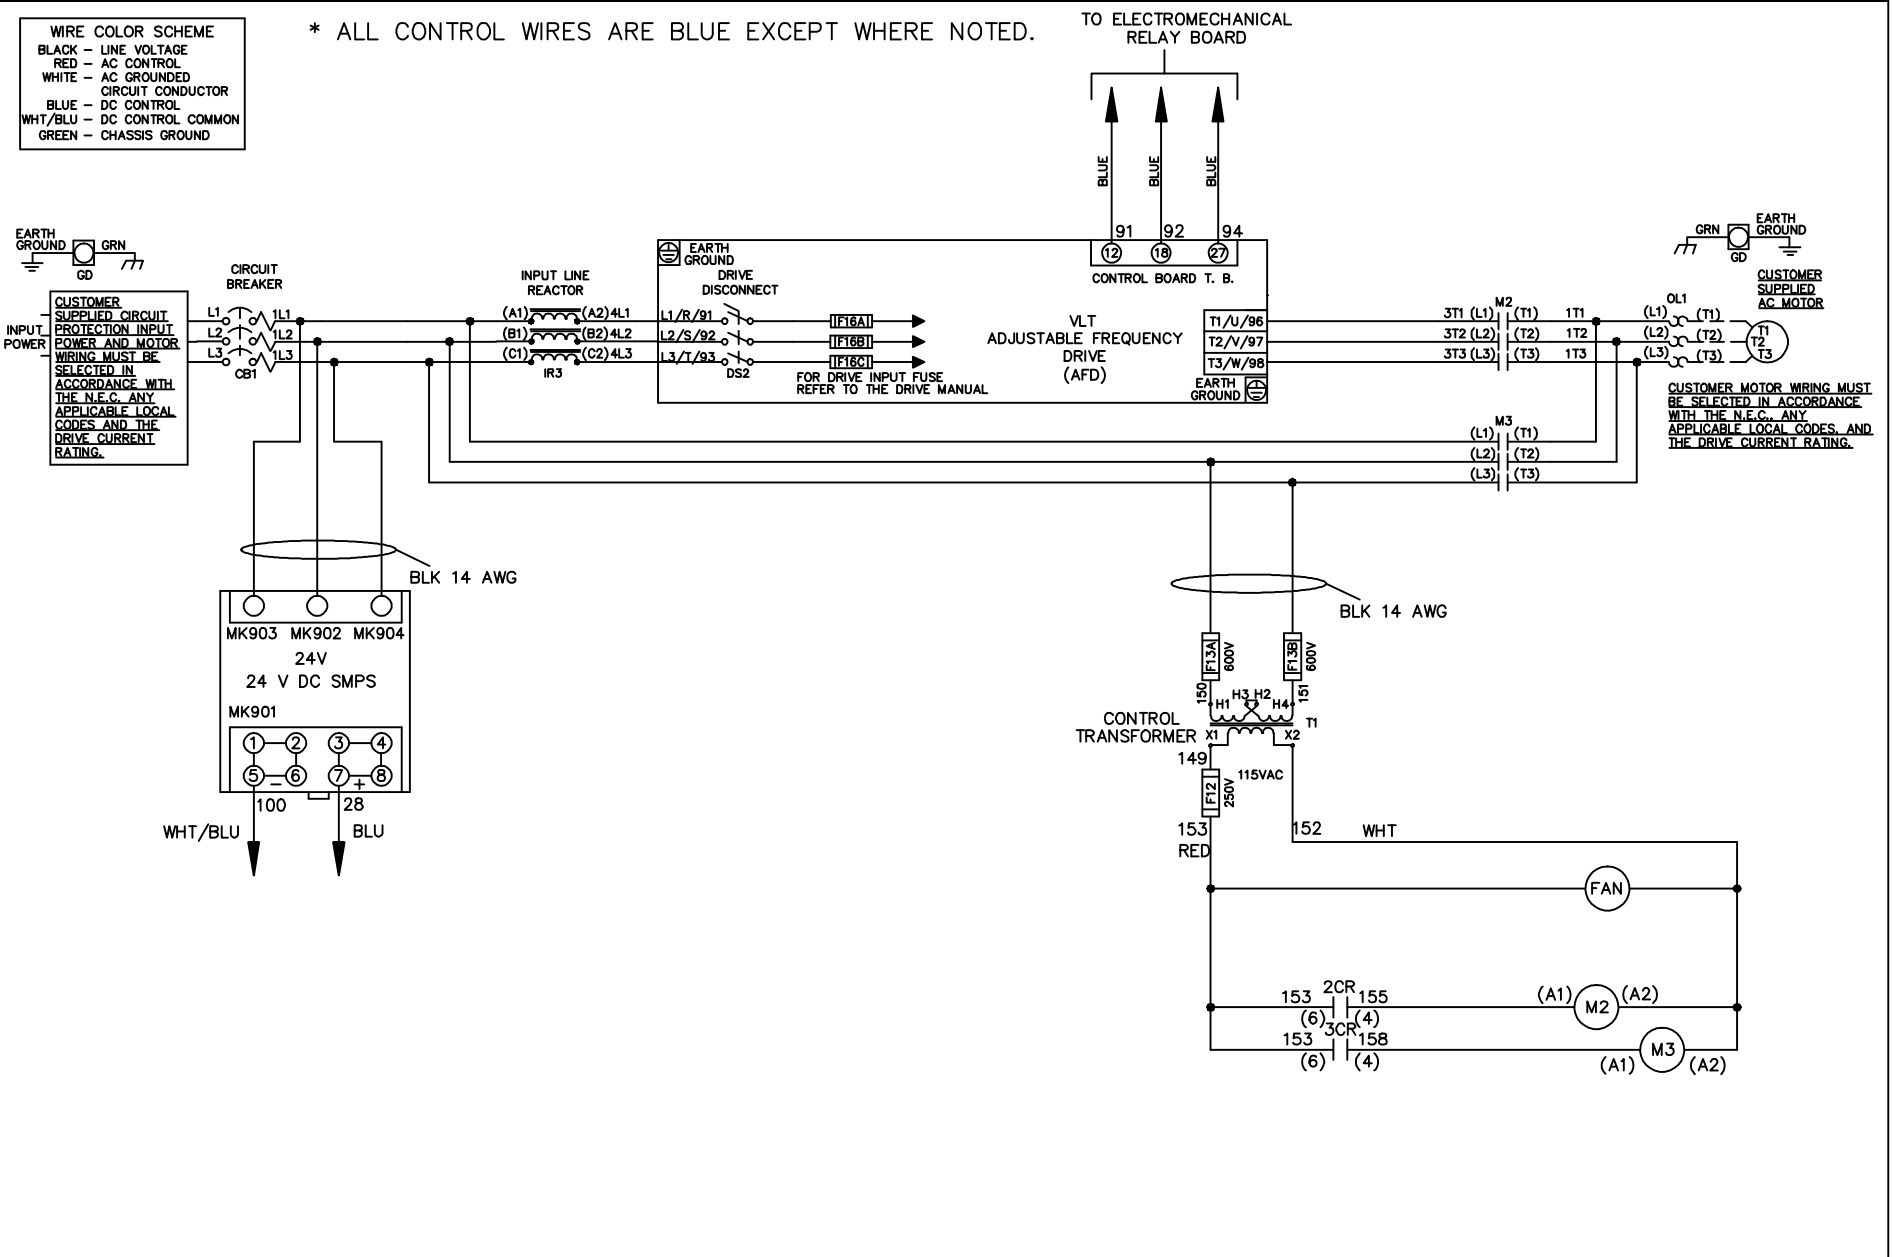 WIRE COLOR SCHEME
BLACK – LINE VOLTAGE
RED – AC CONTROL
WHITE – AC GROUNDED
CIRCUIT CONDUCTOR
BLUE – DC CONTROL
WHT/BLU – DC CONTROL COMMON
GREEN – CHASSIS GROUND
* ALL CONTROL WIRES ARE BLUE EXCEPT WHERE NOTED.
TO ELECTROMECHANICAL
RELAY BOARD
BLUE
BLUE
BLUE
91 92 94
12 18 27
CONTROL BOARD T. B.
EARTH
GROUND
GRN
GD
INPUT
POWER
CUSTOMER
SUPPLIED CIRCUIT
PROTECTION INPUT
POWER AND MOTOR
WIRING MUST BE
SELECTED IN
ACCORDANCE WITH
THE N.E.C. ANY
APPLICABLE LOCAL
CODES AND THE
DRIVE CURRENT
RATING.
CIRCUIT
BREAKER
L1 1L1
L2 1L2
L3 1L3
CB1
INPUT LINE
REACTOR
(A1) (A2) 4L1
(B1) (B2) 4L2
(C1) (C2) 4L3
IR3
EARTH
GROUND
DRIVE
DISCONNECT
L1/R/91
L2/S/92
L3/T/93
DS2
F16A
F16B
F16C
FOR DRIVE INPUT FUSE
REFER TO THE DRIVE MANUAL
VLT
ADJUSTABLE FREQUENCY
DRIVE
(AFD)
T1/U/96
T2/V/97
T3/W/98
EARTH
GROUND
M2
3T1 (L1) (T1) 1T1
3T2 (L2) (T2) 1T2
3T3 (L3) (T3) 1T3
M3
(L1) (T1)
(L2) (T2)
(L3) (T3)
GRN
EARTH
GROUND
GD
CUSTOMER
SUPPLIED
AC MOTOR
OL1
(L1) (T1)
(L2) (T2)
(L3) (T3)
T1
T2
T3
CUSTOMER MOTOR WIRING MUST
BE SELECTED IN ACCORDANCE
WITH THE N.E.C., ANY
APPLICABLE LOCAL CODES, AND
THE DRIVE CURRENT RATING.
BLK 14 AWG
MK903 MK902 MK904
24V
24 V DC SMPS
MK901
1 2 3 4
5 – 6 7 + 8
100 28
WHT/BLU BLU
BLK 14 AWG
F13A
600V
F13B
600V
150
151
H1 H3 H2 H4
T1
CONTROL
TRANSFORMER
X1 X2
149
115VAC
F12
250V
153
RED
152 WHT
FAN
2CR
153 155
(6) (4)
(A1) M2 (A2)
3CR
153 158
(6) (4)
(A1) M3 (A2)